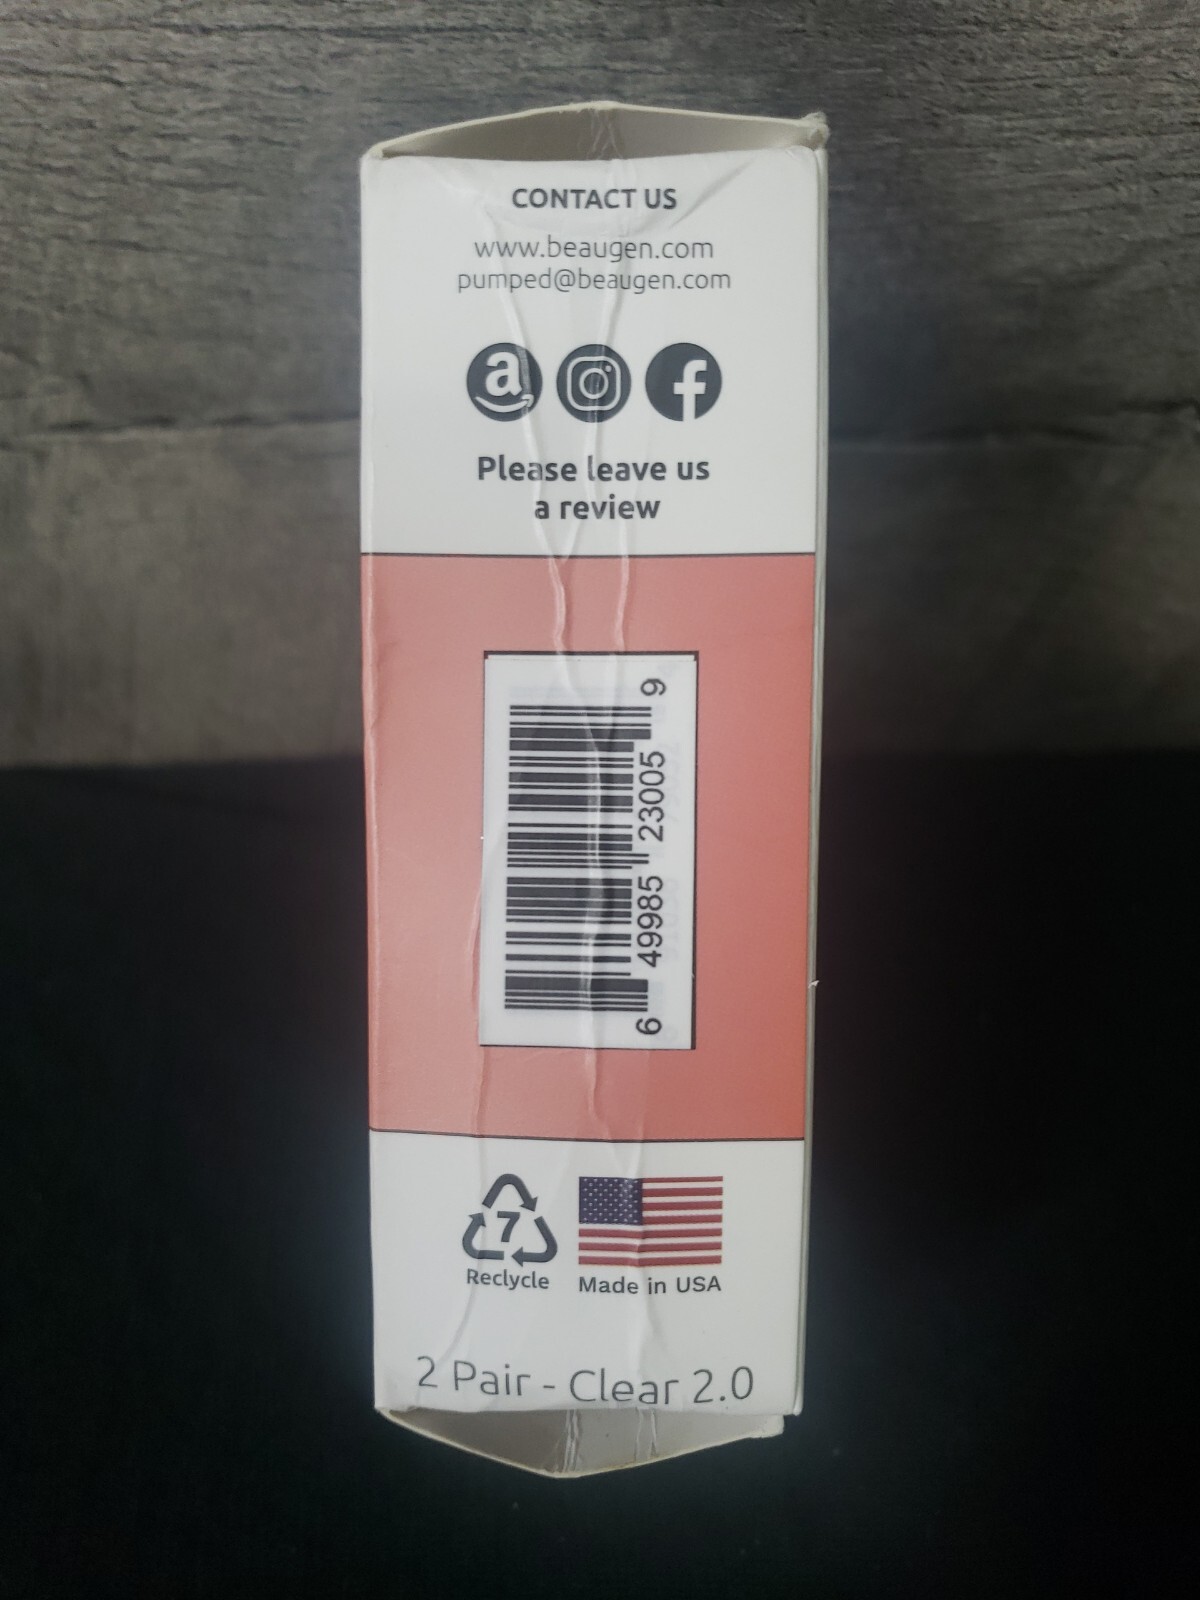 CONTACT US
www.beaugen.com
pumped@beaugen.com
a
f
Please leave us
a review
6 49985 23005 9
7
Reclycle
Made in USA
2 Pair - Clear 2.0